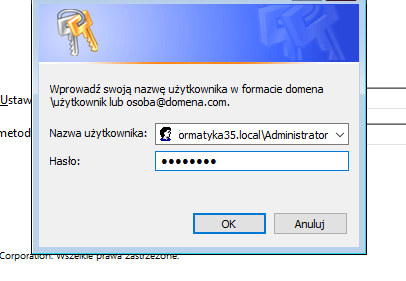 Wprowadź swoją nazwę użytkownika w formacie domena
\użytkownik lub osoba@domena.com.
Ustaw
Nazwa użytkownika: ormatyka35.local\Administrator
metod
Hasło: ●●●●●●●●
OK Anuluj
Corporation. Wszelkie prawa zastrzeżone.